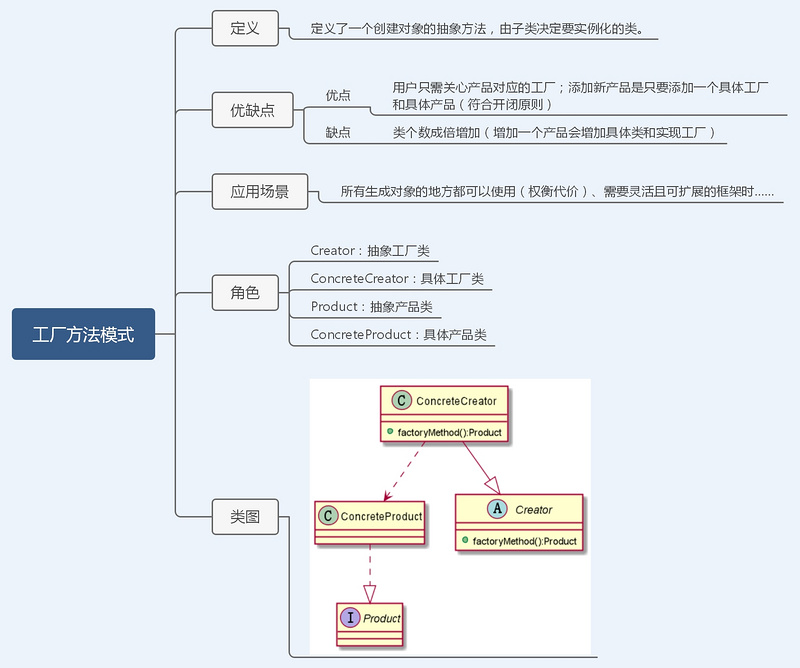 定义
定义了一个创建对象的抽象方法，由子类决定要实例化的类。
优缺点
优点
用户只需关心产品对应的工厂；添加新产品是只要添加一个具体工厂
和具体产品（符合开闭原则）
缺点
类个数成倍增加（增加一个产品会增加具体类和实现工厂）
应用场景
所有生成对象的地方都可以使用（权衡代价）、需要灵活且可扩展的框架时......
角色
Creator：抽象工厂类
ConcreteCreator：具体工厂类
Product：抽象产品类
ConcreteProduct：具体产品类
工厂方法模式
类图
C ConcreteCreator
factoryMethod():Product
C ConcreteProduct
A Creator
factoryMethod():Product
I Product